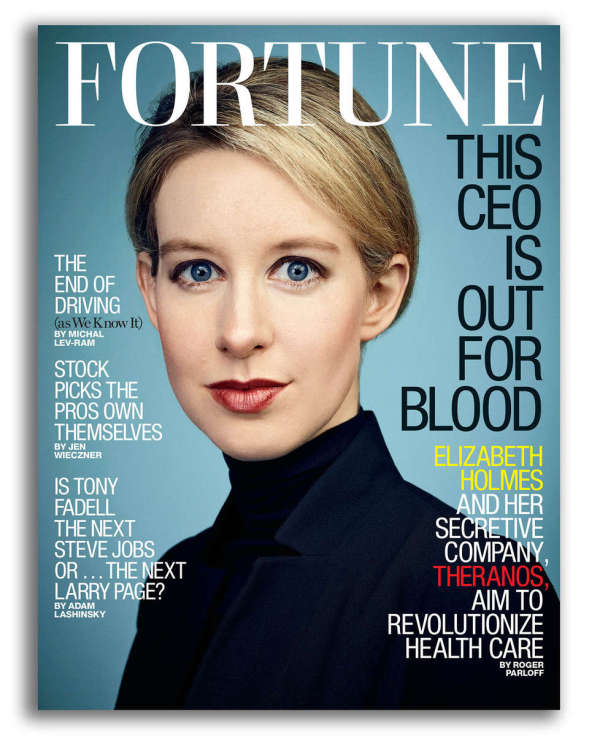 FORTUNE
THIS
CEO
IS
OUT
FOR
BLOOD
ELIZABETH
HOLMES
AND HER
SECRETIVE
COMPANY,
THERANOS,
AIM TO
REVOLUTIONIZE
HEALTH CARE
BY ROGER
PARLOFF
THE
END OF
DRIVING
(as We Know It)
BY MICHAL
LEV-RAM
STOCK
PICKS THE
PROS OWN
THEMSELVES
BY JEN
WIECZNER
IS TONY
FADELL
THE NEXT
STEVE JOBS
OR ... THE NEXT
LARRY PAGE?
BY ADAM
LASHINSKY